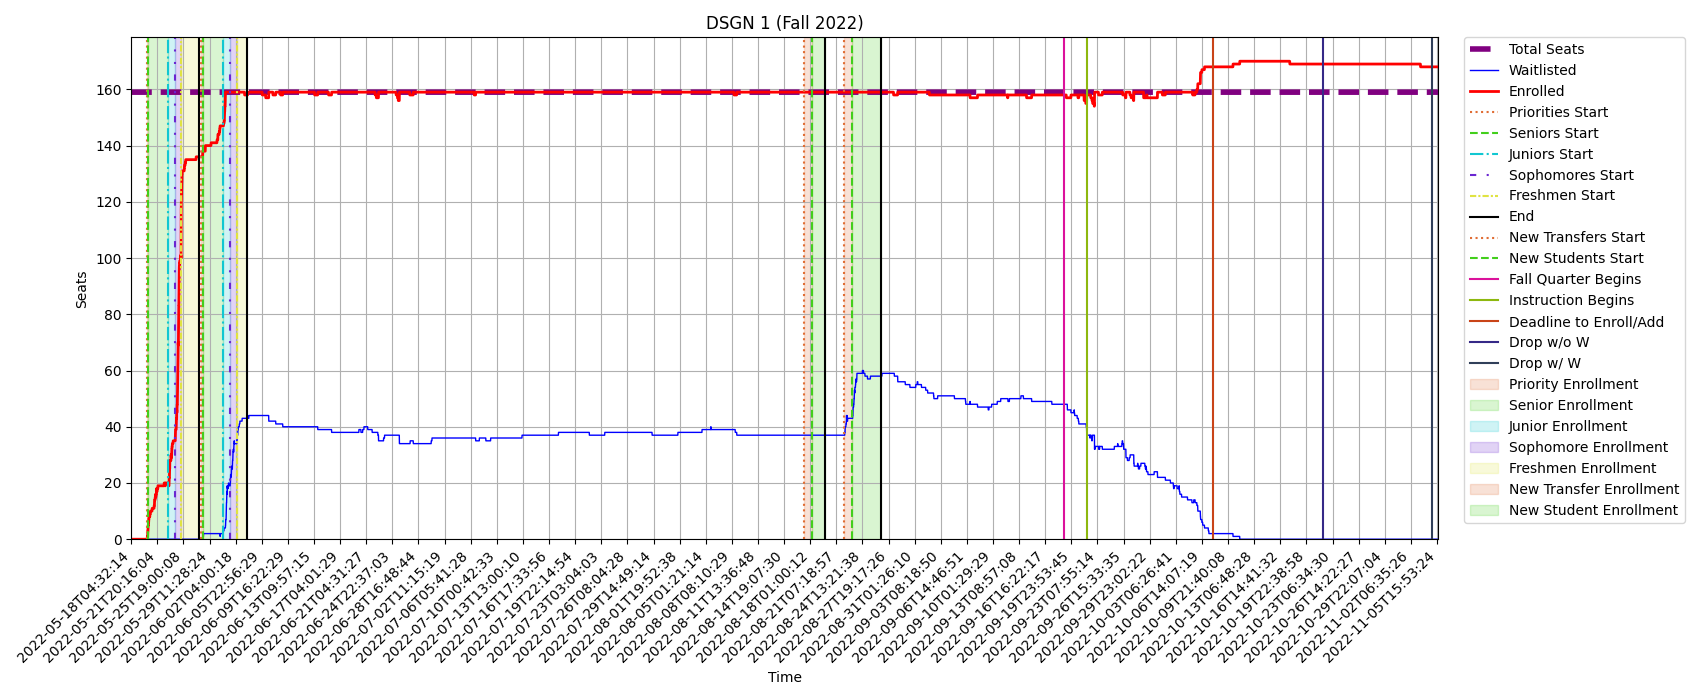 DSGN 1 (Fall 2022)
Seats
160
140
120
100
80
60
40
20
0
2022-05-18T04:32:14
2022-05-21T20:16:04
2022-05-25T19:00:08
2022-05-29T11:28:24
2022-06-02T04:00:18
2022-06-05T22:56:29
2022-06-09T16:22:29
2022-06-13T09:57:15
2022-06-17T04:01:29
2022-06-21T04:31:27
2022-06-24T22:37:03
2022-06-28T16:48:44
2022-07-02T11:15:19
2022-07-06T05:41:28
2022-07-10T00:42:33
2022-07-13T13:00:10
2022-07-16T17:33:56
2022-07-19T22:14:54
2022-07-23T03:04:03
2022-07-26T08:04:28
2022-07-29T14:49:14
2022-08-01T19:52:38
2022-08-05T01:21:14
2022-08-08T08:10:29
2022-08-11T13:36:48
2022-08-14T19:07:30
2022-08-18T01:00:12
2022-08-21T07:18:57
2022-08-24T13:21:38
2022-08-27T19:17:26
2022-08-31T01:26:10
2022-09-03T08:18:50
2022-09-06T14:46:51
2022-09-10T01:29:29
2022-09-13T08:57:08
2022-09-16T16:22:17
2022-09-19T23:53:45
2022-09-23T07:55:14
2022-09-26T15:33:35
2022-09-29T23:02:22
2022-10-03T06:26:41
2022-10-06T14:07:19
2022-10-09T21:40:08
2022-10-13T06:48:28
2022-10-16T14:41:32
2022-10-19T22:38:58
2022-10-23T06:34:30
2022-10-26T14:22:27
2022-10-29T22:07:04
2022-11-02T06:35:26
2022-11-05T15:53:24
Time
Total Seats
Waitlisted
Enrolled
Priorities Start
Seniors Start
Juniors Start
Sophomores Start
Freshmen Start
End
New Transfers Start
New Students Start
Fall Quarter Begins
Instruction Begins
Deadline to Enroll/Add
Drop w/o W
Drop w/ W
Priority Enrollment
Senior Enrollment
Junior Enrollment
Sophomore Enrollment
Freshmen Enrollment
New Transfer Enrollment
New Student Enrollment